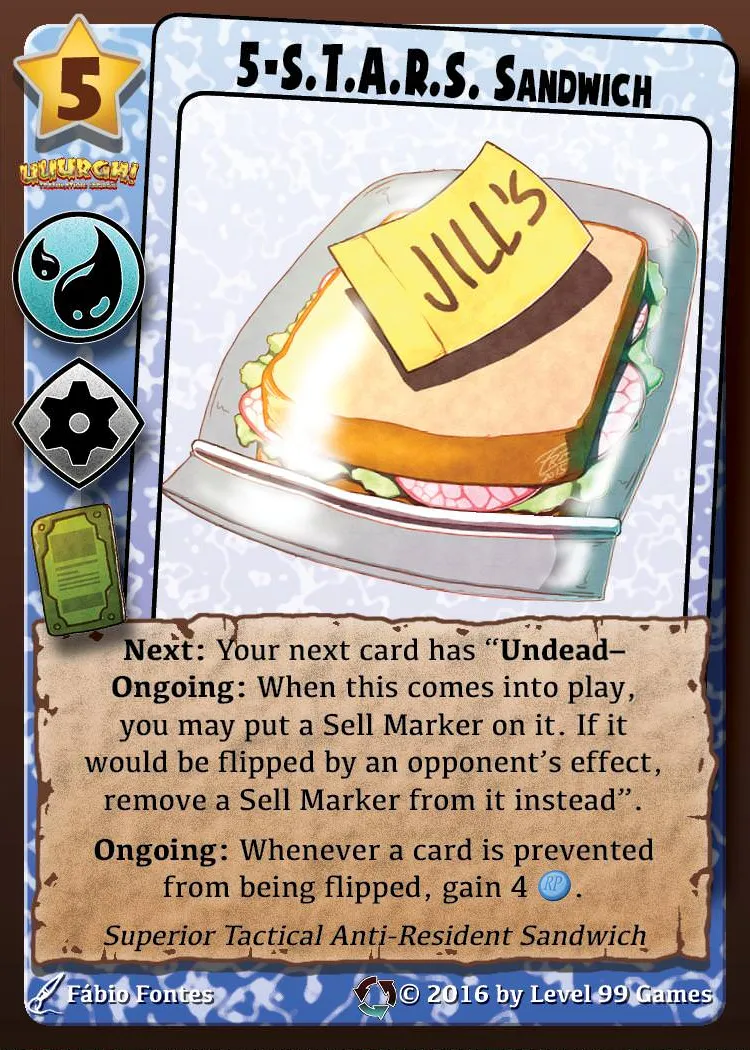 5
5-S.T.A.R.S. SANDWICH
UUURGH!
JILL'S
2015
Next: Your next card has “Undead–
Ongoing: When this comes into play,
you may put a Sell Marker on it. If it
would be flipped by an opponent’s effect,
remove a Sell Marker from it instead”.
Ongoing: Whenever a card is prevented
from being flipped, gain 4 RP.
Superior Tactical Anti-Resident Sandwich
Fábio Fontes
© 2016 by Level 99 Games